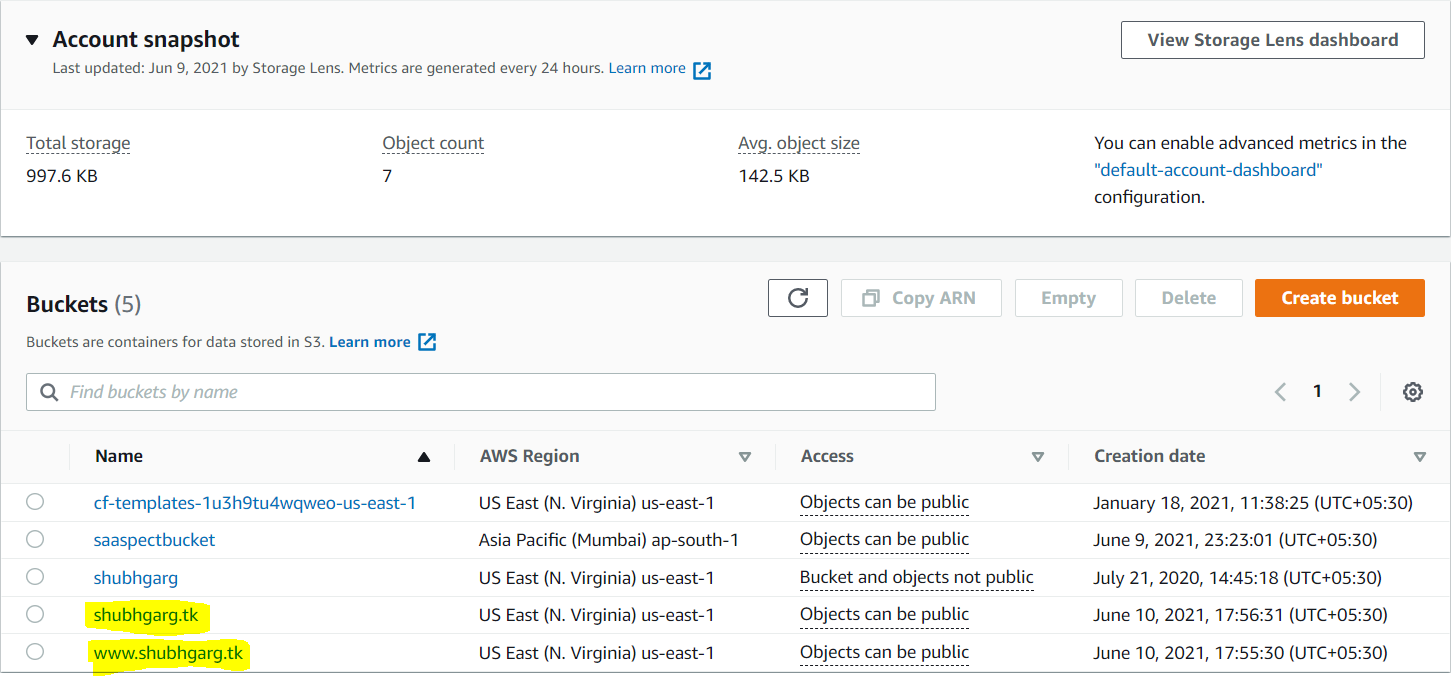 Account snapshot
View Storage Lens dashboard
Last updated: Jun 9, 2021 by Storage Lens. Metrics are generated every 24 hours. Learn more
Total storage
997.6 KB
Object count
7
Avg. object size
142.5 KB
You can enable advanced metrics in the
"default-account-dashboard"
configuration.
Buckets (5)
Copy ARN
Empty
Delete
Create bucket
Buckets are containers for data stored in S3. Learn more
Find buckets by name
1
Name AWS Region Access Creation date
cf-templates-1u3h9tu4wqweo-us-east-1 US East (N. Virginia) us-east-1 Objects can be public January 18, 2021, 11:38:25 (UTC+05:30)
saaspectbucket Asia Pacific (Mumbai) ap-south-1 Objects can be public June 9, 2021, 23:23:01 (UTC+05:30)
shubhgarg US East (N. Virginia) us-east-1 Bucket and objects not public July 21, 2020, 14:45:18 (UTC+05:30)
shubhgarg.tk US East (N. Virginia) us-east-1 Objects can be public June 10, 2021, 17:56:31 (UTC+05:30)
www.shubhgarg.tk US East (N. Virginia) us-east-1 Objects can be public June 10, 2021, 17:55:30 (UTC+05:30)